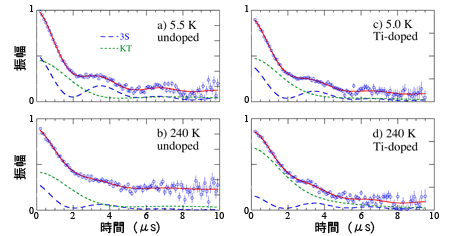 1
振幅
0
a) 5.5 K
undoped
3S
KT
c) 5.0 K
Ti-doped
1
振幅
0
b) 240 K
undoped
d) 240 K
Ti-doped
0 2 4 6 8 10
0 2 4 6 8 10
時間 (μs)
時間 (μs)